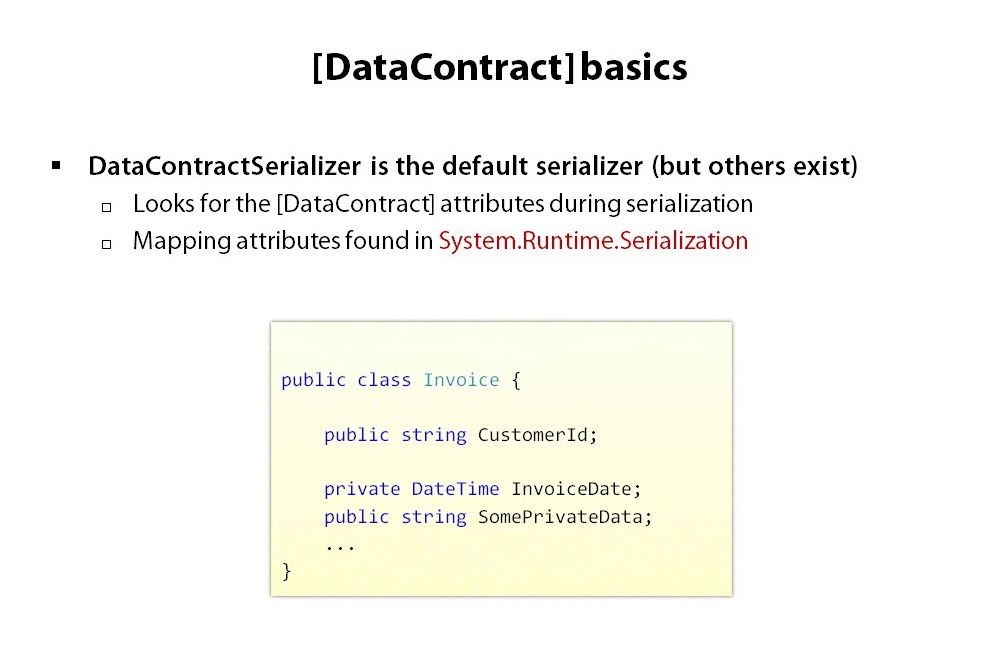 [DataContract] basics
▪ DataContractSerializer is the default serializer (but others exist)
▫ Looks for the [DataContract] attributes during serialization
▫ Mapping attributes found in System.Runtime.Serialization
public class Invoice {
public string CustomerId;
private DateTime InvoiceDate;
public string SomePrivateData;
...
}